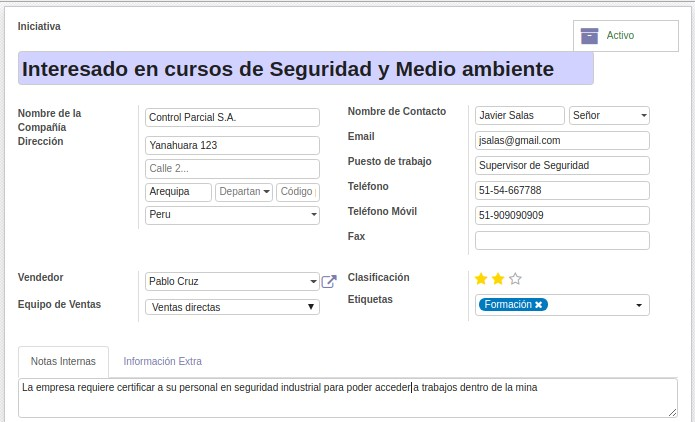 Iniciativa
Activo
Interesado en cursos de Seguridad y Medio ambiente
Nombre de la
Compañía
Control Parcial S.A.
Dirección
Yanahuara 123
Calle 2...
Arequipa Departan Código
Peru
Nombre de Contacto Javier Salas Señor
Email jsalas@gmail.com
Puesto de trabajo Supervisor de Seguridad
Teléfono 51-54-667788
Teléfono Móvil 51-909090909
Fax
Vendedor Pablo Cruz
Equipo de Ventas Ventas directas
Clasificación
Etiquetas Formación
Notas Internas Información Extra
La empresa requiere certificar a su personal en seguridad industrial para poder acceder a trabajos dentro de la mina